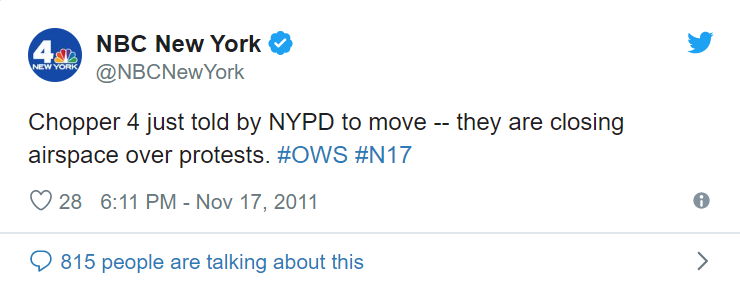 4
NEW YORK
NBC New York
@NBCNewYork
Chopper 4 just told by NYPD to move -- they are closing
airspace over protests. #OWS #N17
28 6:11 PM - Nov 17, 2011
815 people are talking about this